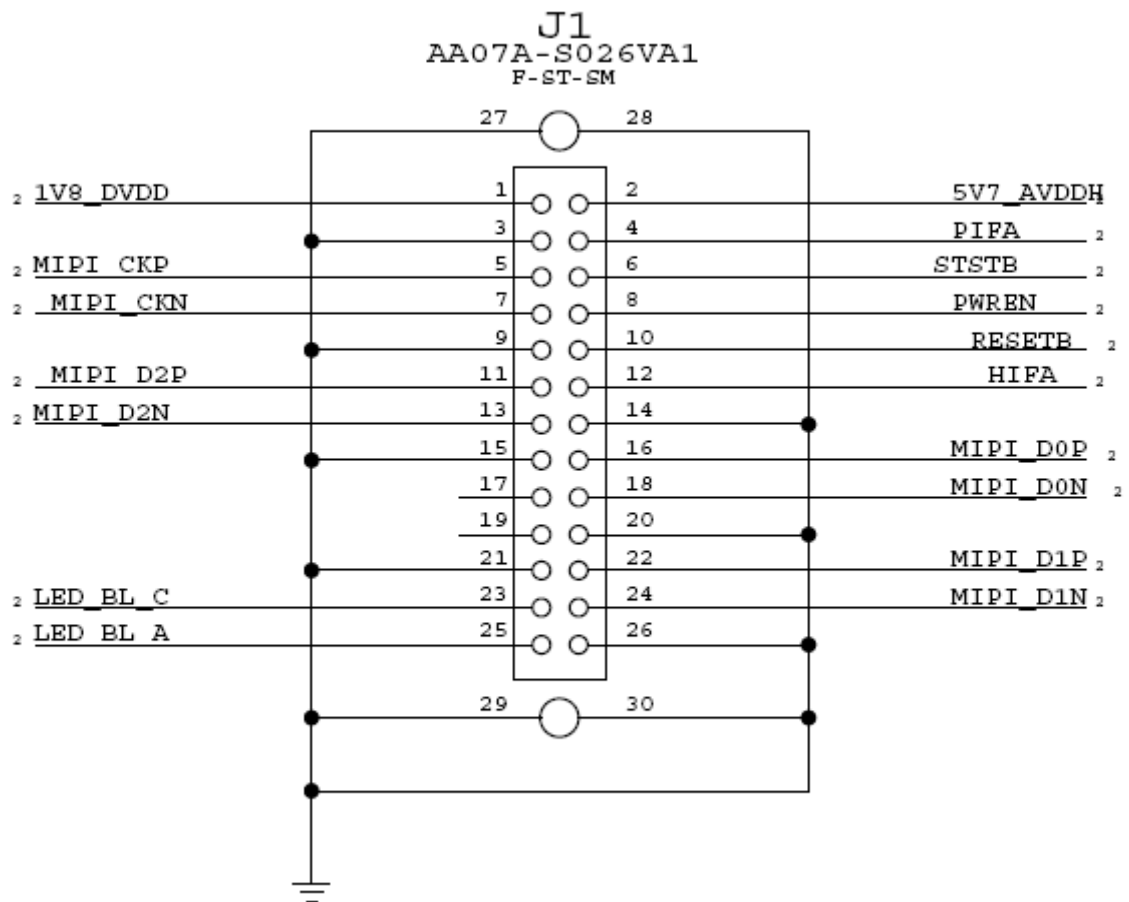 J1
AA07A-S026VA1
F-ST-SM
27 28
2 1V8_DVDD 1 2 5V7_AVDDH
3 4 PIFA 2
2 MIPI_CKP 5 6 STSTB 2
2 MIPI_CKN 7 8 PWREN 2
9 10 RESETB 2
2 MIPI_D2P 11 12 HIFA 2
2 MIPI_D2N 13 14
15 16 MIPI_D0P 2
17 18 MIPI_D0N 2
19 20
21 22 MIPI_D1P 2
2 LED_BL_C 23 24 MIPI_D1N 2
2 LED_BL_A 25 26
29 30